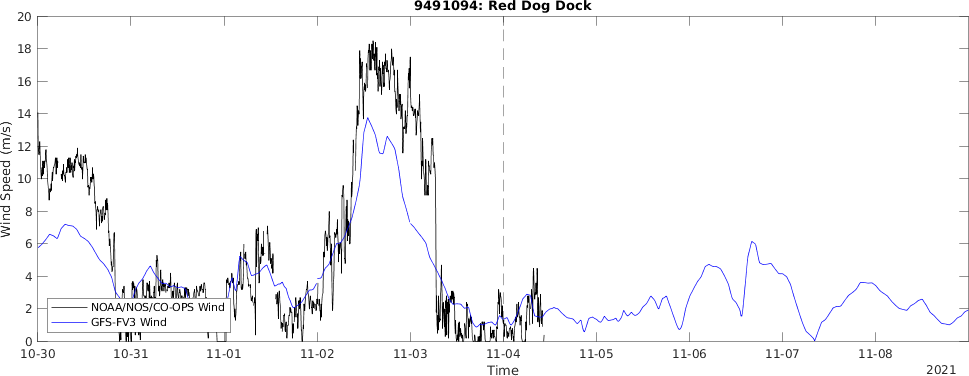 9491094: Red Dog Dock
Wind Speed (m/s)
20
18
16
14
12
10
8
6
4
2
0
NOAA/NOS/CO-OPS Wind
GFS-FV3 Wind
10-30 10-31 11-01 11-02 11-03 11-04 11-05 11-06 11-07 11-08
Time
2021